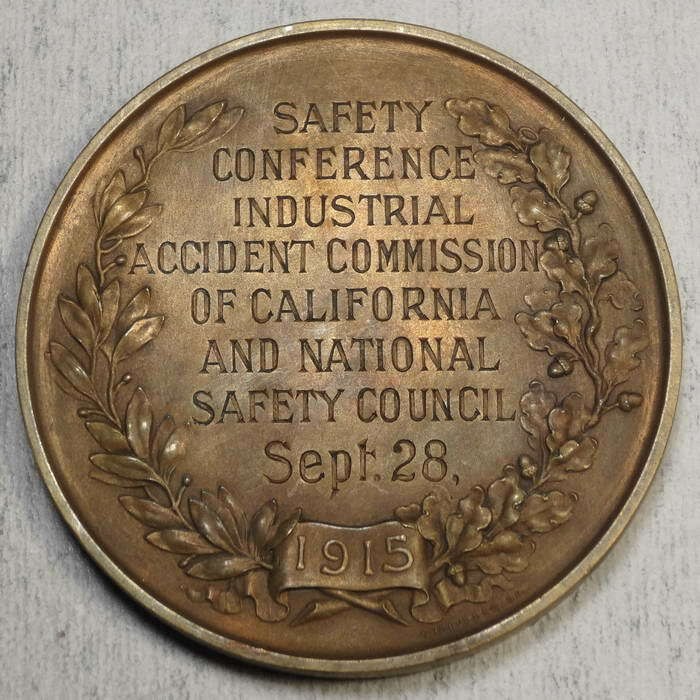 SAFETY
CONFERENCE
INDUSTRIAL
ACCIDENT COMMISSION
OF CALIFORNIA
AND NATIONAL
SAFETY COUNCIL
Sept. 28,
1915